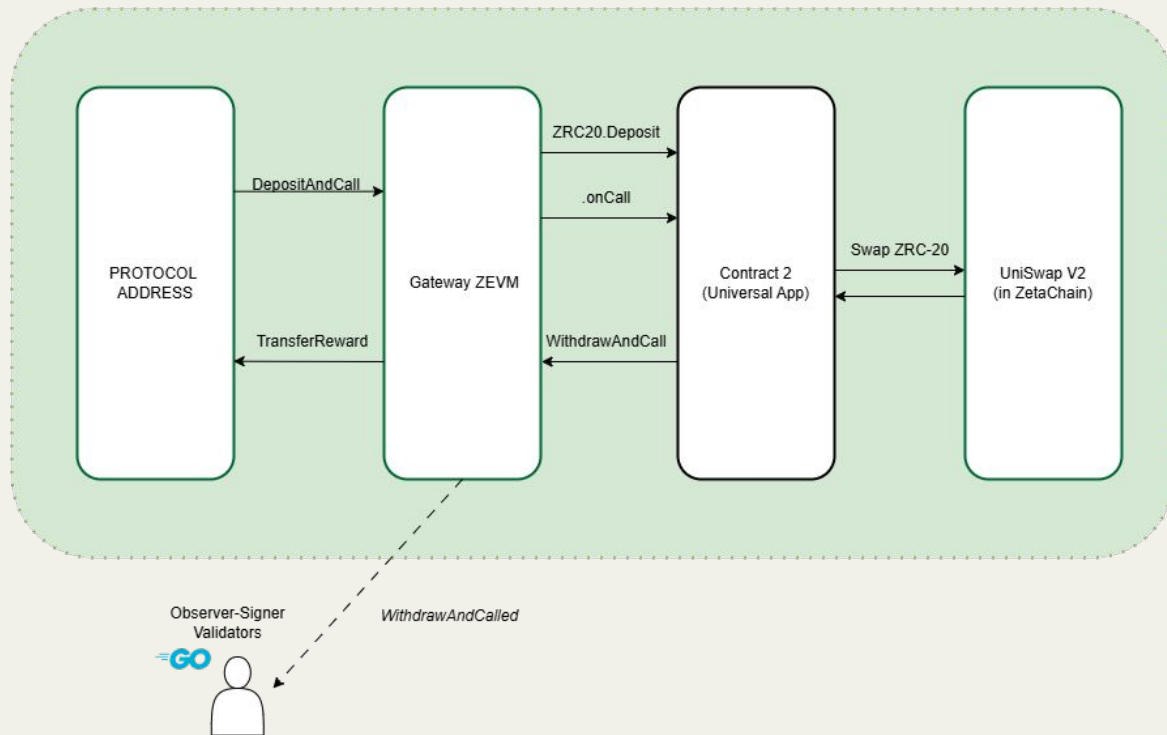 ZRC20.Deposit
DepositAndCall
.onCall
Swap ZRC-20
PROTOCOL
ADDRESS
Gateway ZEVM
Contract 2
(Universal App)
UniSwap V2
(in ZetaChain)
TransferReward
WithdrawAndCall
Observer-Signer
Validators
WithdrawAndCalled
GO